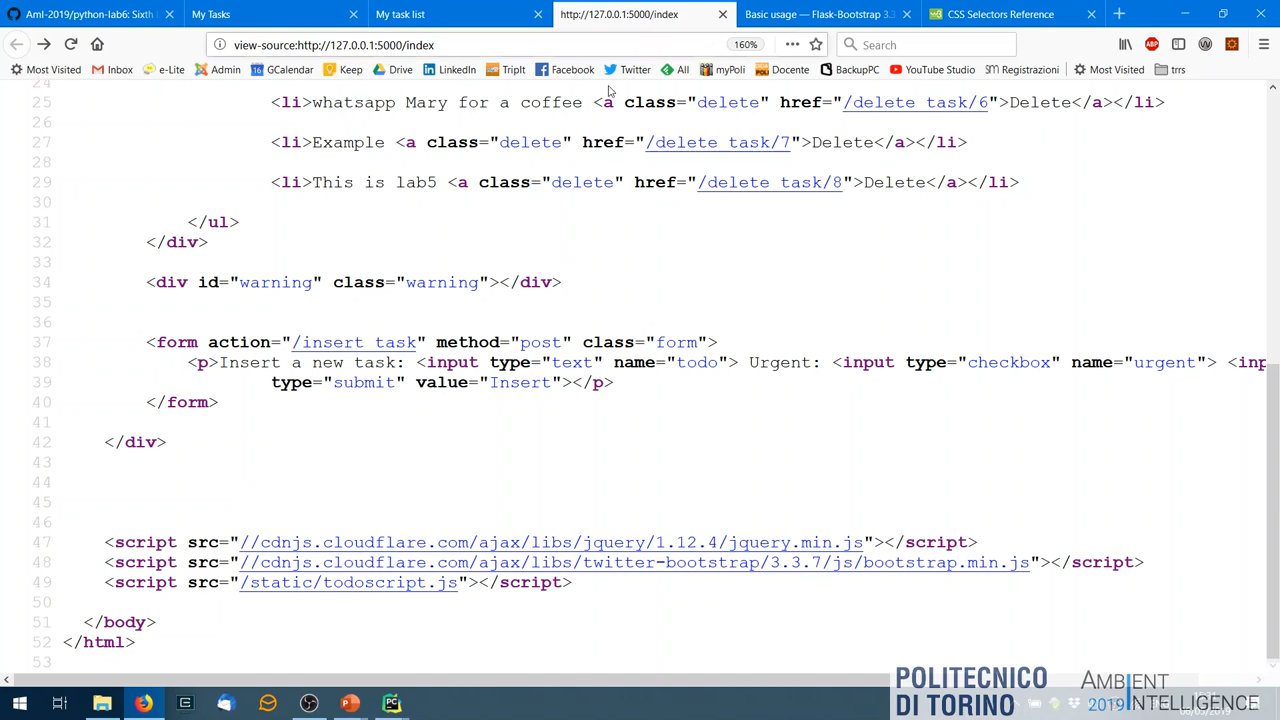 AmI-2019/python-lab6: Sixth
My Tasks
My task list
http://127.0.0.1:5000/index
Basic usage — Flask-Bootstrap 3.3
CSS Selectors Reference
view-source:http://127.0.0.1:5000/index
160%
Search
Most Visited
Inbox
e-Lite
Admin
GCalendar
Keep
Drive
LinkedIn
TripIt
Facebook
Twitter
All
myPoli
Docente
BackupPC
YouTube Studio
Registrazioni
Most Visited
trrs
24
25 <li>whatsapp Mary for a coffee <a class="delete" href="/delete_task/6">Delete</a></li>
26
27 <li>Example <a class="delete" href="/delete_task/7">Delete</a></li>
28
29 <li>This is lab5 <a class="delete" href="/delete_task/8">Delete</a></li>
30
31 </ul>
32 </div>
33
34 <div id="warning" class="warning"></div>
35
36
37 <form action="/insert_task" method="post" class="form">
38 <p>Insert a new task: <input type="text" name="todo"> Urgent: <input type="checkbox" name="urgent"> <inp
39 type="submit" value="Insert"></p>
40 </form>
41
42 </div>
43
44
45
46
47 <script src="//cdnjs.cloudflare.com/ajax/libs/jquery/1.12.4/jquery.min.js"></script>
48 <script src="//cdnjs.cloudflare.com/ajax/libs/twitter-bootstrap/3.3.7/js/bootstrap.min.js"></script>
49 <script src="/static/todoscript.js"></script>
50
51 </body>
52 </html>
53
POLITECNICO
DI TORINO
AMBIENT
2019 INTELLIGENCE